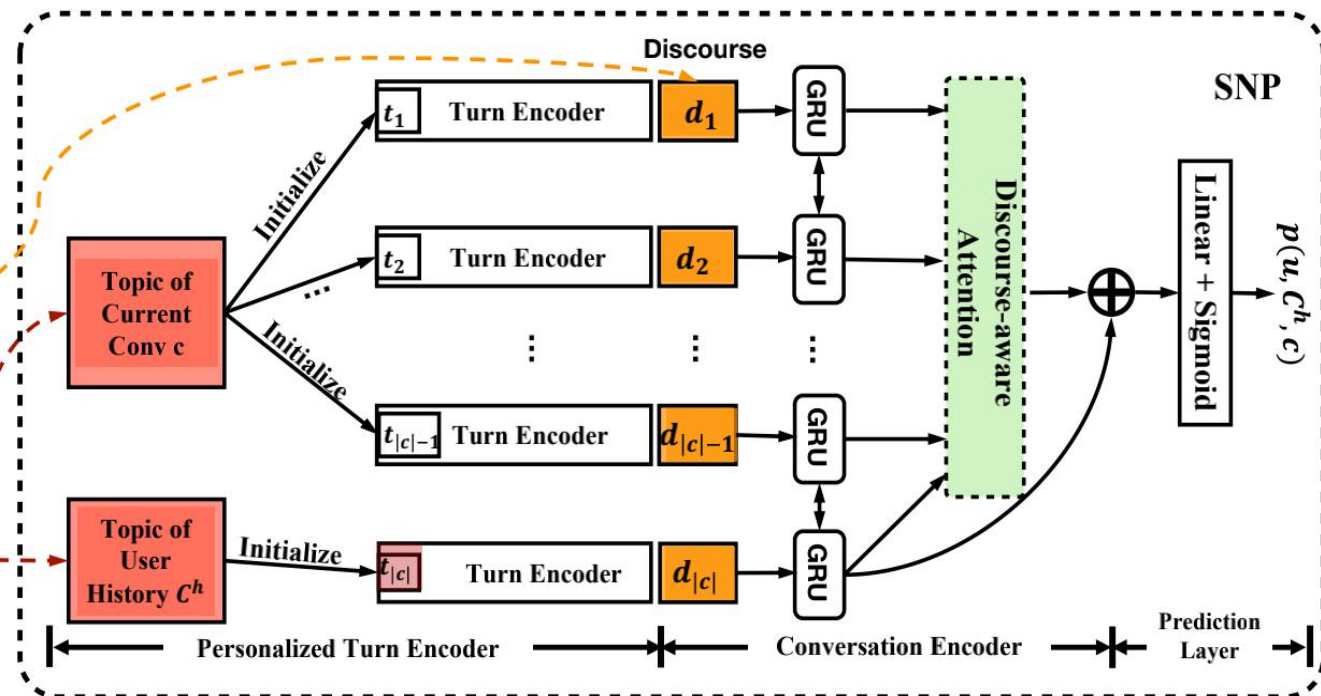 Discourse
SNP
t₁ Turn Encoder d₁ GRU
Initialize
t₂ Turn Encoder d₂ GRU
...
Topic of
Current
Conv c
Initialize
⋮ ⋮ ⋮
t|c|−1 Turn Encoder d|c|−1 GRU
Topic of
User
History Cʰ
Initialize
t|c| Turn Encoder d|c| GRU
Discourse-aware
Attention
⊕
Linear + Sigmoid
p(u, Cʰ, c)
Personalized Turn Encoder
Conversation Encoder
Prediction
Layer